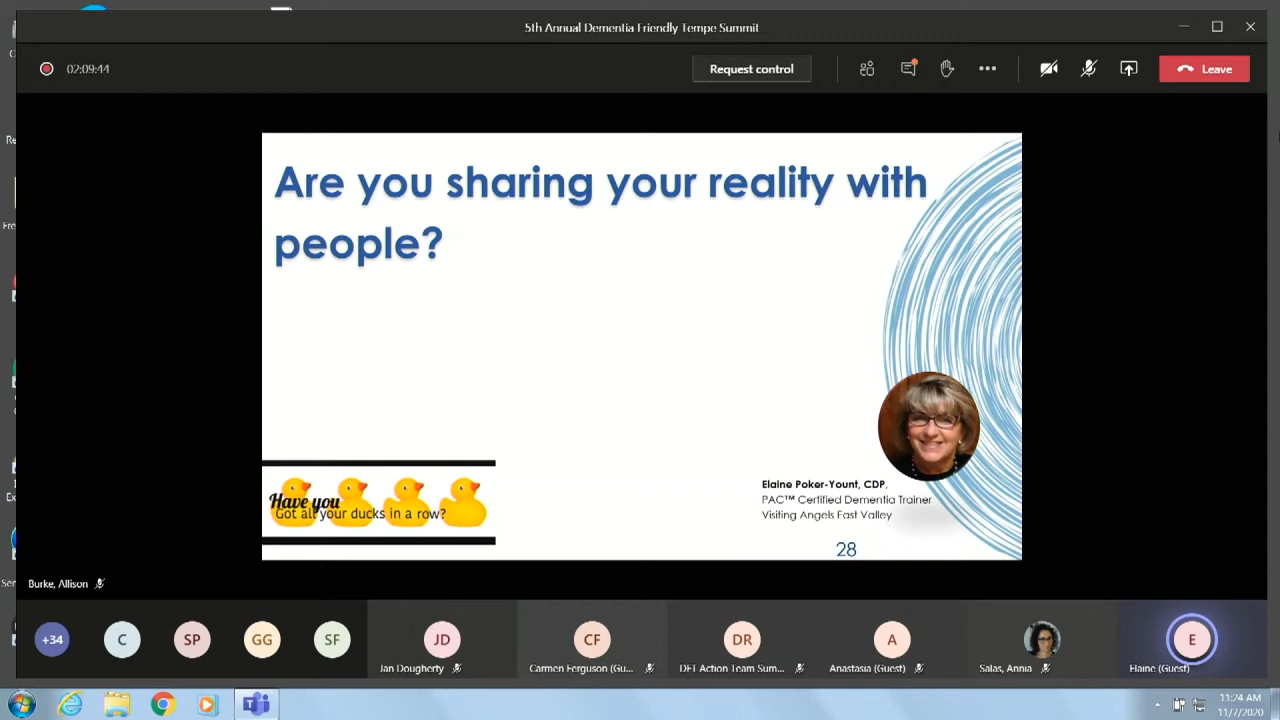 5th Annual Dementia Friendly Tempe Summit
02:09:44
Request control
Leave
Are you sharing your reality with
people?
Have you
Got all your ducks in a row?
Elaine Poker-Yount, CDP,
PAC™ Certified Dementia Trainer
Visiting Angels East Valley
28
Burke, Allison
+34
C
SP
GG
SF
JD
CF
DR
A
E
Jan Dougherty
Carmen Ferguson (Gu...
DFT Action Team Sum...
Anastasia (Guest)
Salas, Annia
Elaine (Guest)
11:24 AM
11/7/2020